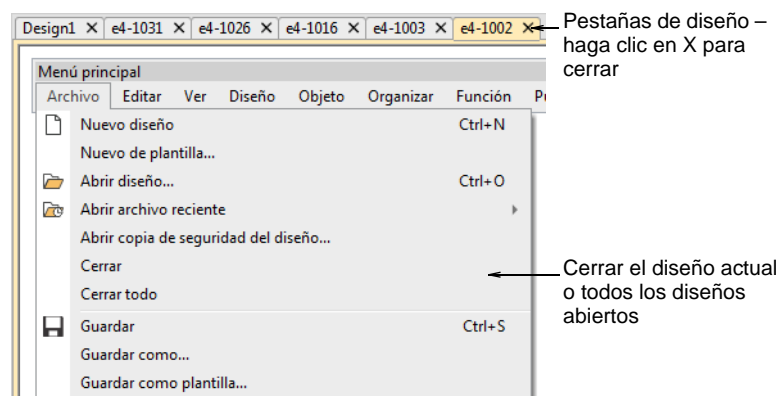 Design1 X e4-1031 X e4-1026 X e4-1016 X e4-1003 X e4-1002 X
Pestañas de diseño –
haga clic en X para
cerrar
Menú principal
Archivo Editar Ver Diseño Objeto Organizar Función
Nuevo diseño Ctrl+N
Nuevo de plantilla...
Abrir diseño... Ctrl+O
Abrir archivo reciente
Abrir copia de seguridad del diseño...
Cerrar
Cerrar todo
Cerrar el diseño actual
o todos los diseños
abiertos
Guardar Ctrl+S
Guardar como...
Guardar como plantilla...